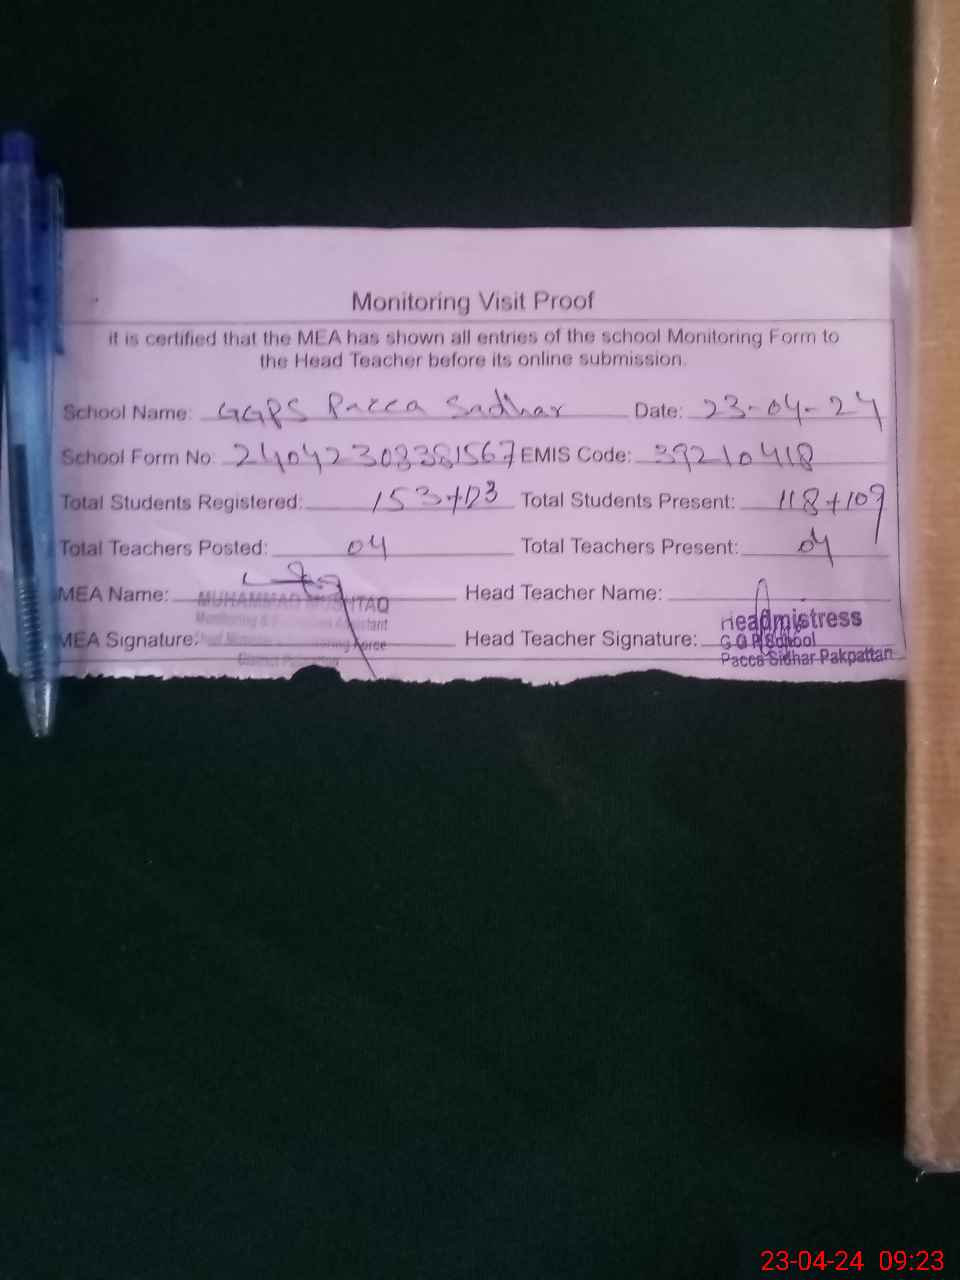 Monitoring Visit Proof
it is certified that the MEA has shown all entries of the school Monitoring Form to
the Head Teacher before its online submission.
School Name: GGPS Pacca Sadhar Date: 23-04-24
School Form No: 240423083381567 EMIS Code: 39210418
Total Students Registered: 153+123 Total Students Present: 118+109
Total Teachers Posted: 04 Total Teachers Present: 04
MEA Name: MUHAMMAD MUSHTAQ Head Teacher Name:
Monitoring & Assistant
MEA Signature: Force Head Teacher Signature: Headmistress
G G P School
Pacca Sidhar Pakpattan
23-04-24 09:23